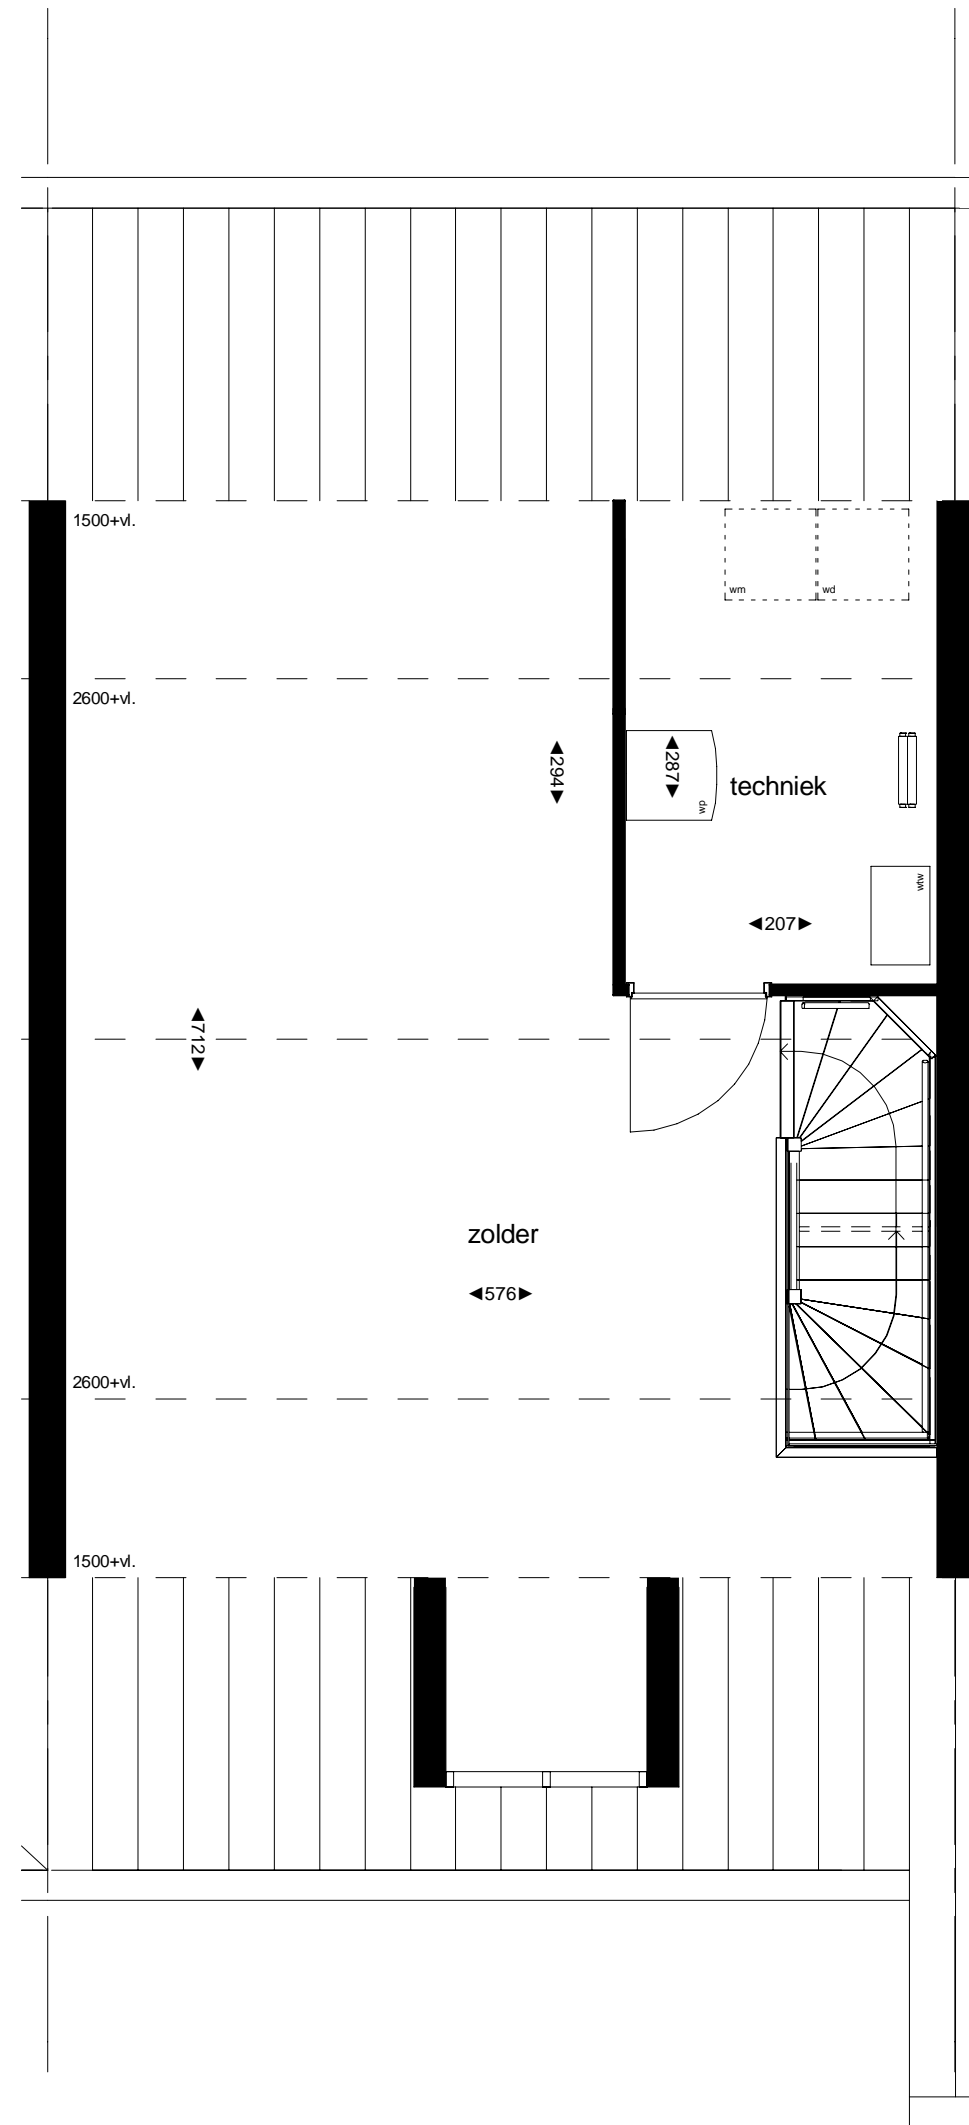 1500+vl.
wm
wd
2600+vl.
◄294►
◄287►
wp
techniek
wtw
◄207►
◄712►
zolder
◄576►
2600+vl.
1500+vl.